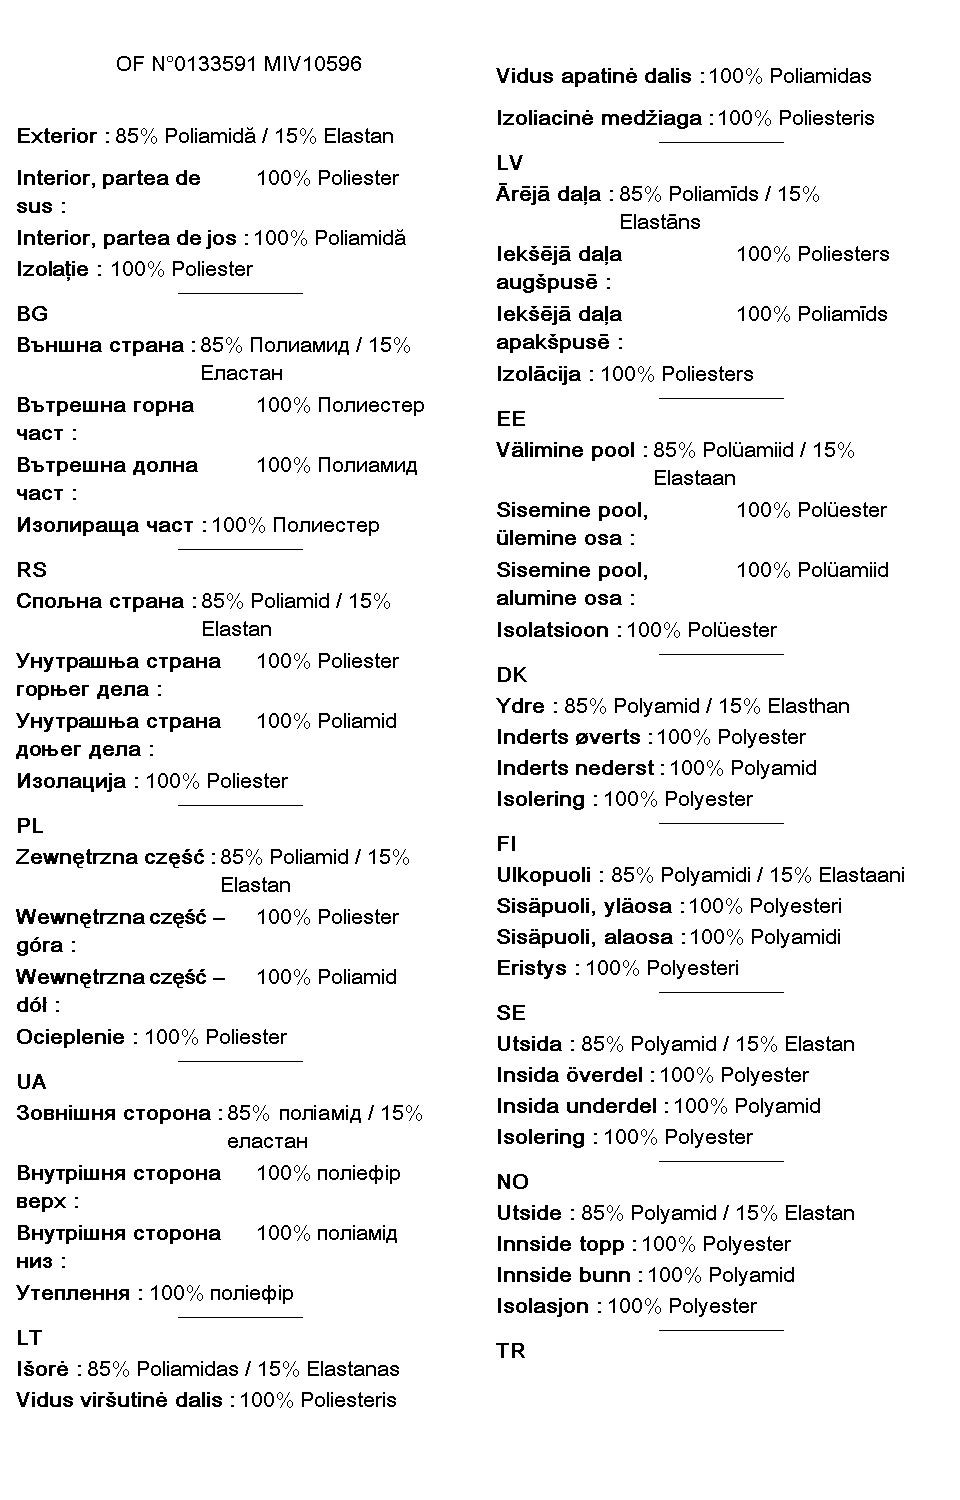 OF N°0133591 MIV10596
Exterior : 85% Poliamidă / 15% Elastan
Interior, partea de 100% Poliester
sus :
Interior, partea de jos : 100% Poliamidă
Izolație : 100% Poliester
BG
Външна страна : 85% Полиамид / 15%
Еластан
Вътрешна горна 100% Полиестер
част :
Вътрешна долна 100% Полиамид
част :
Изолираща част : 100% Полиестер
RS
Спољна страна : 85% Poliamid / 15%
Elastan
Унутрашња страна 100% Poliester
горњег дела :
Унутрашња страна 100% Poliamid
доњег дела :
Изолација : 100% Poliester
PL
Zewnętrzna część : 85% Poliamid / 15%
Elastan
Wewnętrzna część – 100% Poliester
góra :
Wewnętrzna część – 100% Poliamid
dół :
Ocieplenie : 100% Poliester
UA
Зовнішня сторона : 85% поліамід / 15%
еластан
Внутрішня сторона 100% поліефір
верх :
Внутрішня сторона 100% поліамід
низ :
Утеплення : 100% поліефір
LT
Išorė : 85% Poliamidas / 15% Elastanas
Vidus viršutinė dalis : 100% Poliesteris
Vidus apatinė dalis : 100% Poliamidas
Izoliacinė medžiaga : 100% Poliesteris
LV
Ārējā daļa : 85% Poliamīds / 15%
Elastāns
Iekšējā daļa 100% Poliesters
augšpusē :
Iekšējā daļa 100% Poliamīds
apakšpusē :
Izolācija : 100% Poliesters
EE
Välimine pool : 85% Polüamiid / 15%
Elastaan
Sisemine pool, 100% Polüester
ülemine osa :
Sisemine pool, 100% Polüamiid
alumine osa :
Isolatsioon : 100% Polüester
DK
Ydre : 85% Polyamid / 15% Elasthan
Inderts øverts : 100% Polyester
Inderts nederst : 100% Polyamid
Isolering : 100% Polyester
FI
Ulkopuoli : 85% Polyamidi / 15% Elastaani
Sisäpuoli, yläosa : 100% Polyesteri
Sisäpuoli, alaosa : 100% Polyamidi
Eristys : 100% Polyesteri
SE
Utsida : 85% Polyamid / 15% Elastan
Insida överdel : 100% Polyester
Insida underdel : 100% Polyamid
Isolering : 100% Polyester
NO
Utside : 85% Polyamid / 15% Elastan
Innside topp : 100% Polyester
Innside bunn : 100% Polyamid
Isolasjon : 100% Polyester
TR